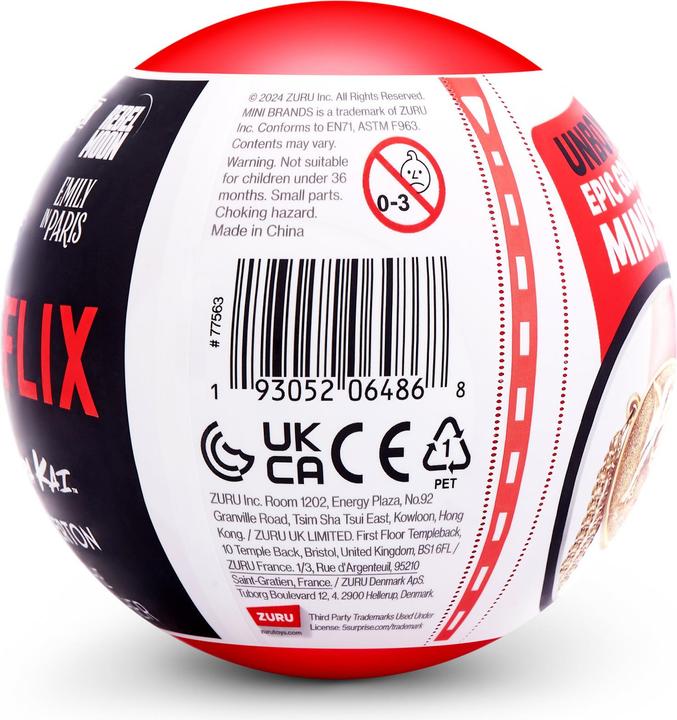 REBEL
MOON
EMILY
IN PARIS
FLIX
KAI.
© 2024 ZURU Inc. All Rights Reserved.
MINI BRANDS is a trademark of ZURU
Inc. Conforms to EN71, ASTM F963.
Contents may vary.
Warning. Not suitable
for children under 36
months. Small parts.
Choking hazard.
Made in China
0-3
# 77563
1 93052 06486 8
UK
CA CE 1
PET
ZURU Inc. Room 1202, Energy Plaza, No.92
Granville Road, Tsim Sha Tsui East, Kowloon, Hong
Kong. / ZURU UK LIMITED. First Floor Templeback,
10 Temple Back, Bristol, United Kingdom, BS1 6FL /
ZURU France. 1/3, Rue d'Argenteuil, 95210
Saint-Gratien, France. / ZURU Denmark ApS.
Tuborg Boulevard 12, 4. 2900 Hellerup, Denmark.
ZURU
zurutoys.com
Third Party Trademarks Used Under
License: 5surprise.com/trademark
UNBO
EPIC
MIN